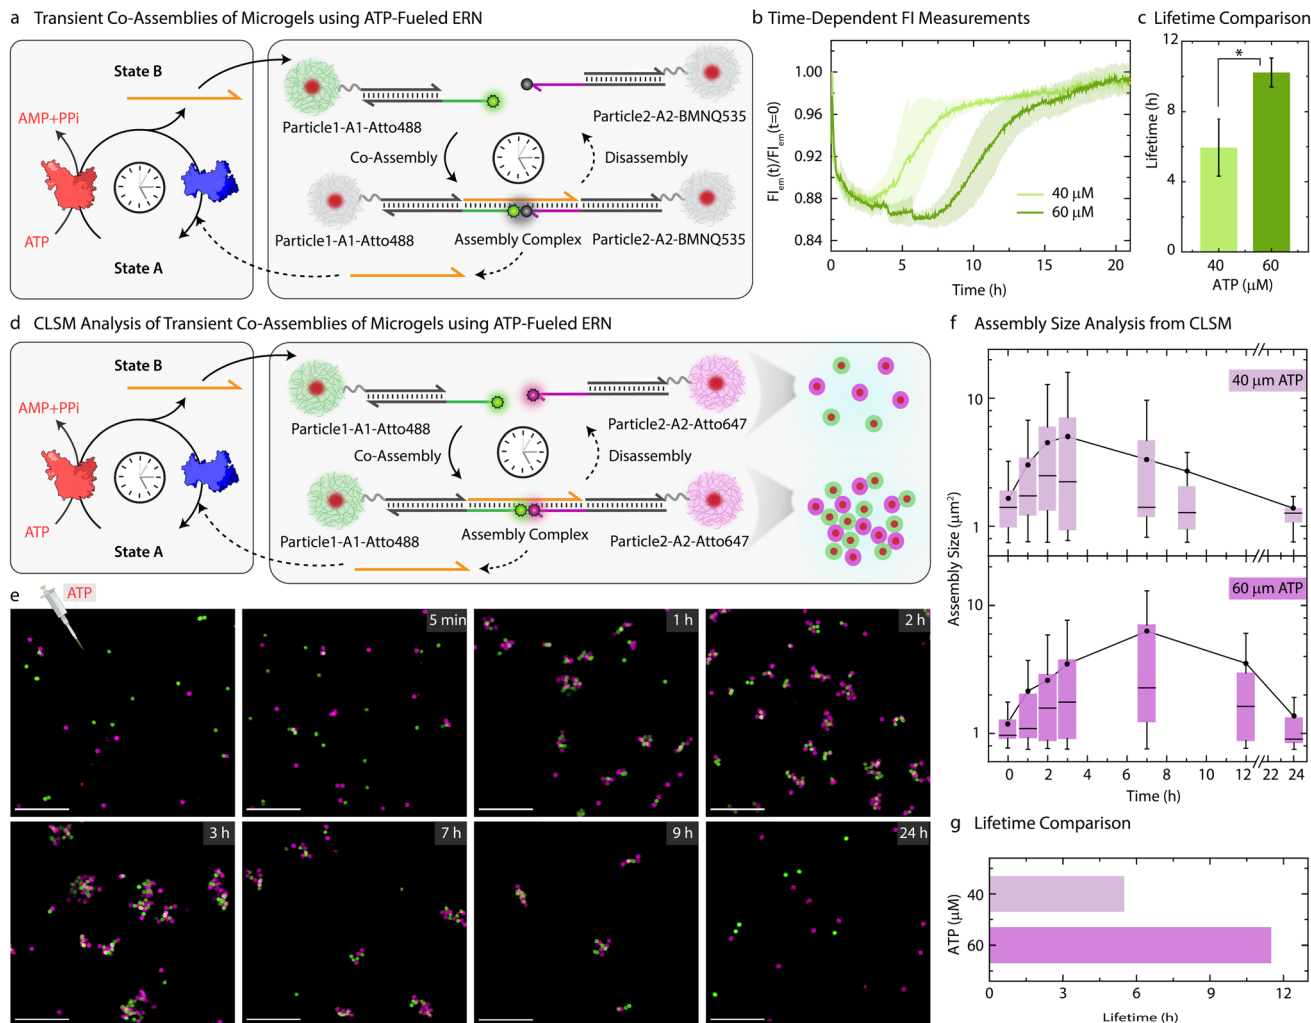 a Transient Co-Assemblies of Microgels using ATP-Fueled ERN
State B
AMP+PPi
ATP
State A
Particle1-A1-Atto488
Particle2-A2-BMNQ535
Co-Assembly
Disassembly
Particle1-A1-Atto488
Assembly Complex
Particle2-A2-BMNQ535
b Time-Dependent FI Measurements
FIem(t)/FIem(t=0)
1.00
0.96
0.92
0.88
0.84
40 µM
60 µM
0 5 10 15 20
Time (h)
c Lifetime Comparison
Lifetime (h)
12
8
4
0
*
40 60
ATP (µM)
d CLSM Analysis of Transient Co-Assemblies of Microgels using ATP-Fueled ERN
State B
AMP+PPi
ATP
State A
Particle1-A1-Atto488
Particle2-A2-Atto647
Co-Assembly
Disassembly
Particle1-A1-Atto488
Assembly Complex
Particle2-A2-Atto647
e
ATP
5 min
1 h
2 h
3 h
7 h
9 h
24 h
f Assembly Size Analysis from CLSM
Assembly Size (µm²)
40 µm ATP
10
1
60 µm ATP
10
1
0 2 4 6 8 10 12 22 24
Time (h)
g Lifetime Comparison
ATP (µM)
40
60
0 3 6 9 12
Lifetime (h)